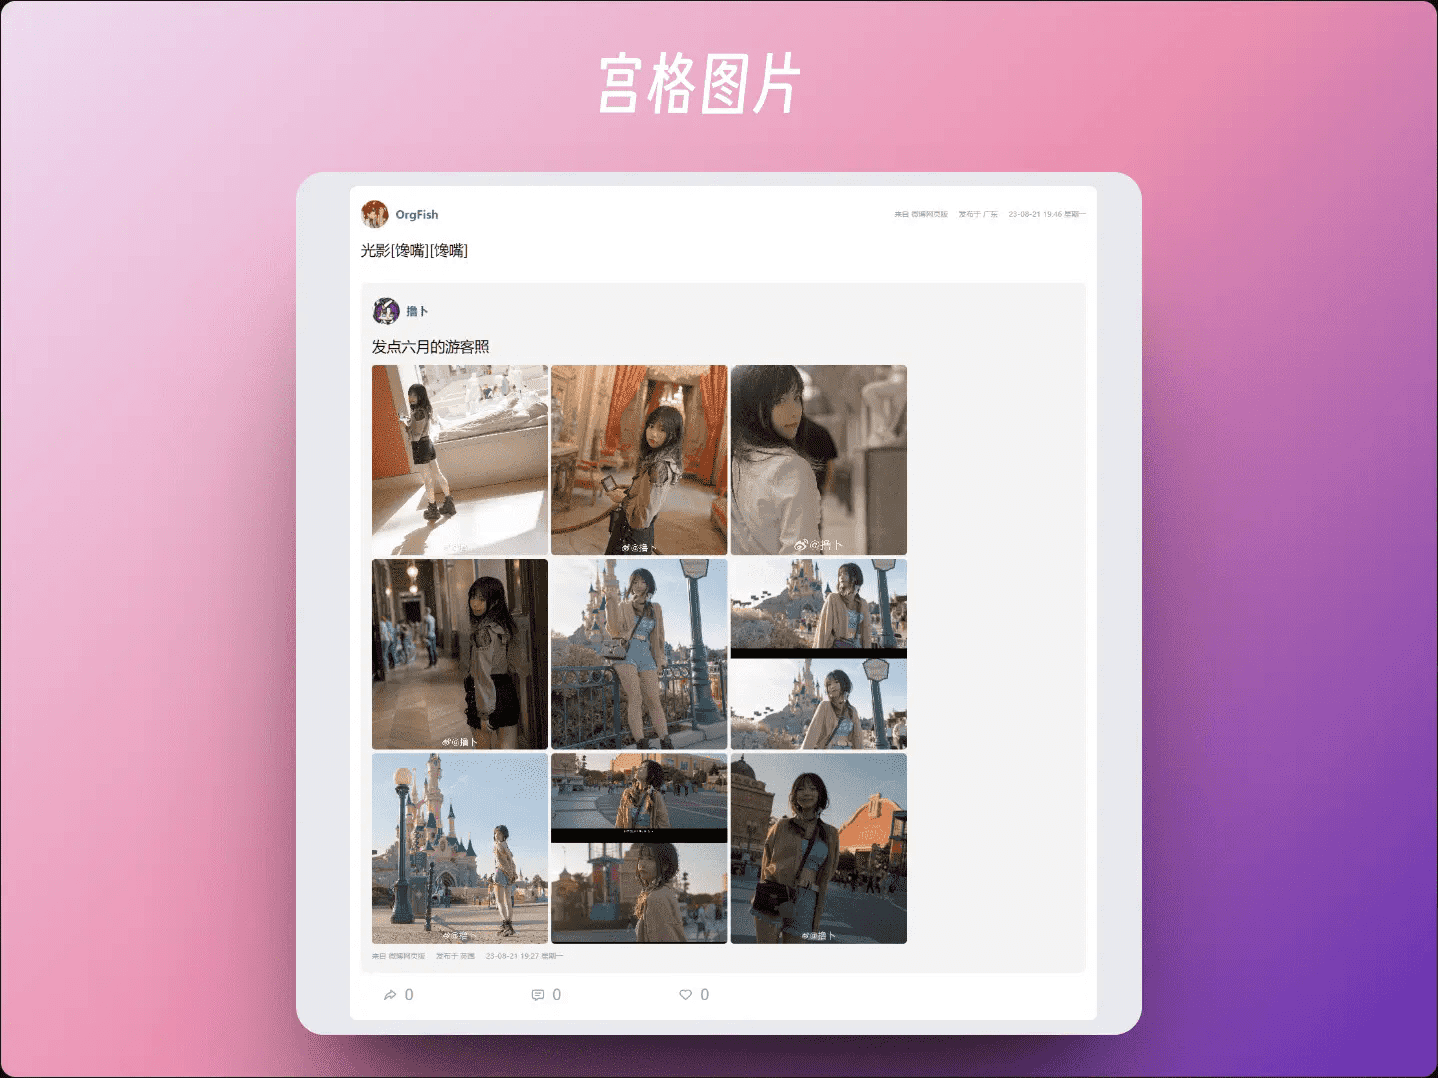 宫格图片
OrgFish
来自 微博网页版 发布于 广东 23-08-21 19:46 星期一
光影[馋嘴][馋嘴]
撸卜
发点六月的游客照
@撸卜
@撸卜
@撸卜
@撸卜
@撸卜
来自 微博网页版 发布于 英国 23-08-21 19:27 星期一
0 0 0